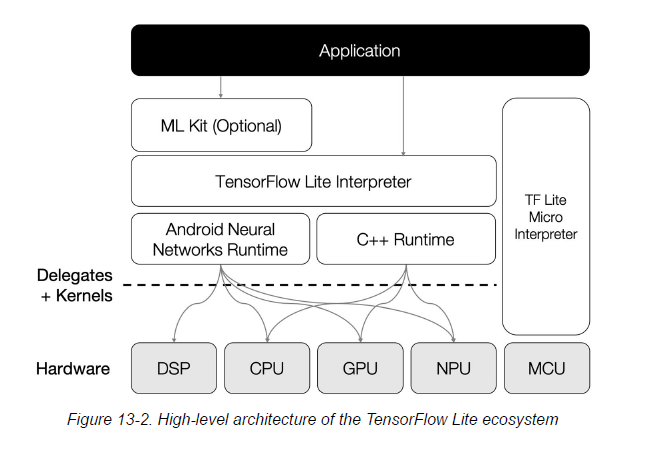 Application
ML Kit (Optional)
TensorFlow Lite Interpreter
TF Lite
Micro
Interpreter
Android Neural
Networks Runtime
C++ Runtime
Delegates
+ Kernels
Hardware
DSP
CPU
GPU
NPU
MCU
Figure 13-2. High-level architecture of the TensorFlow Lite ecosystem